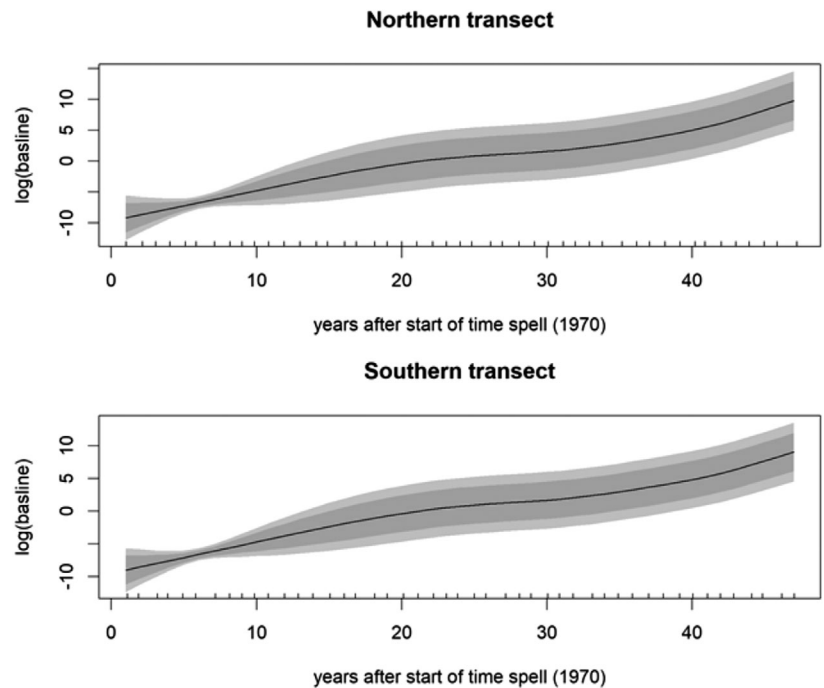 Northern transect
log(basline)
10
5
0
-10
0 10 20 30 40
years after start of time spell (1970)
Southern transect
log(basline)
10
5
0
-10
0 10 20 30 40
years after start of time spell (1970)